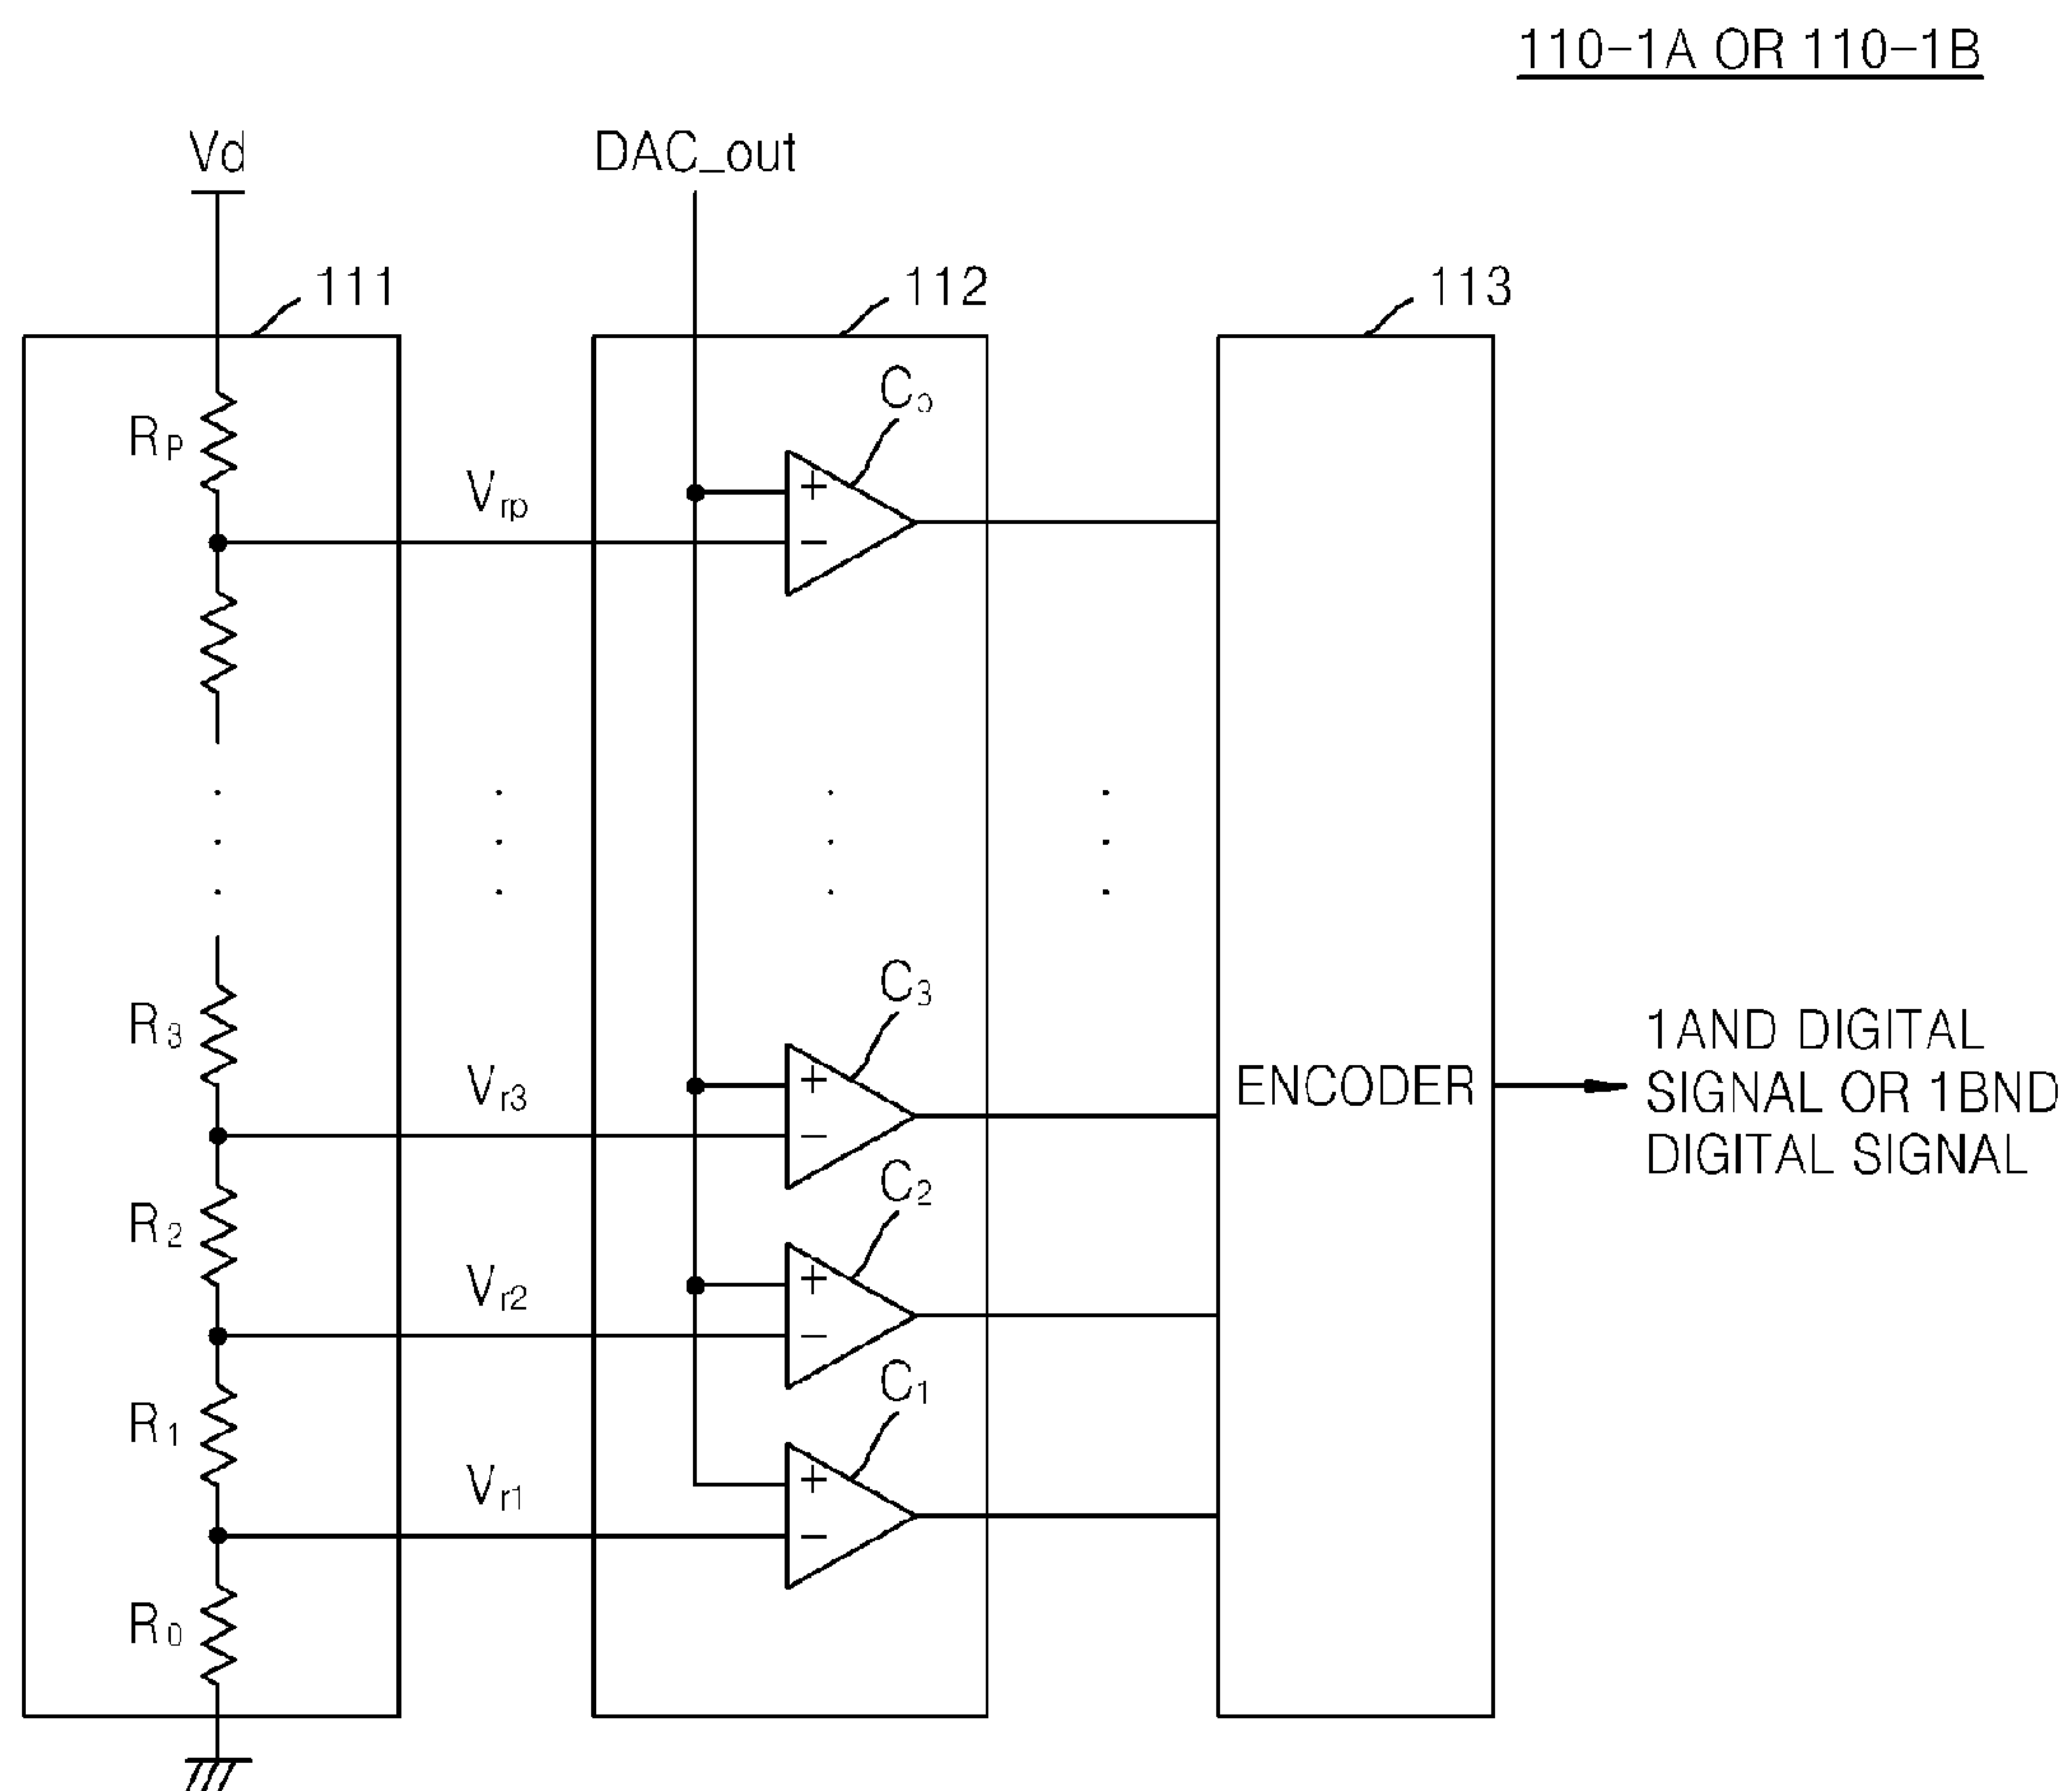 110-1A OR 110-1B
Vd
DAC_out
111
112
113
Cp
RP
Vrp
+
−
C3
R3
Vr3
+
−
ENCODER
1AND DIGITAL
SIGNAL OR 1BND
DIGITAL SIGNAL
C2
R2
Vr2
+
−
C1
R1
Vr1
+
−
R0